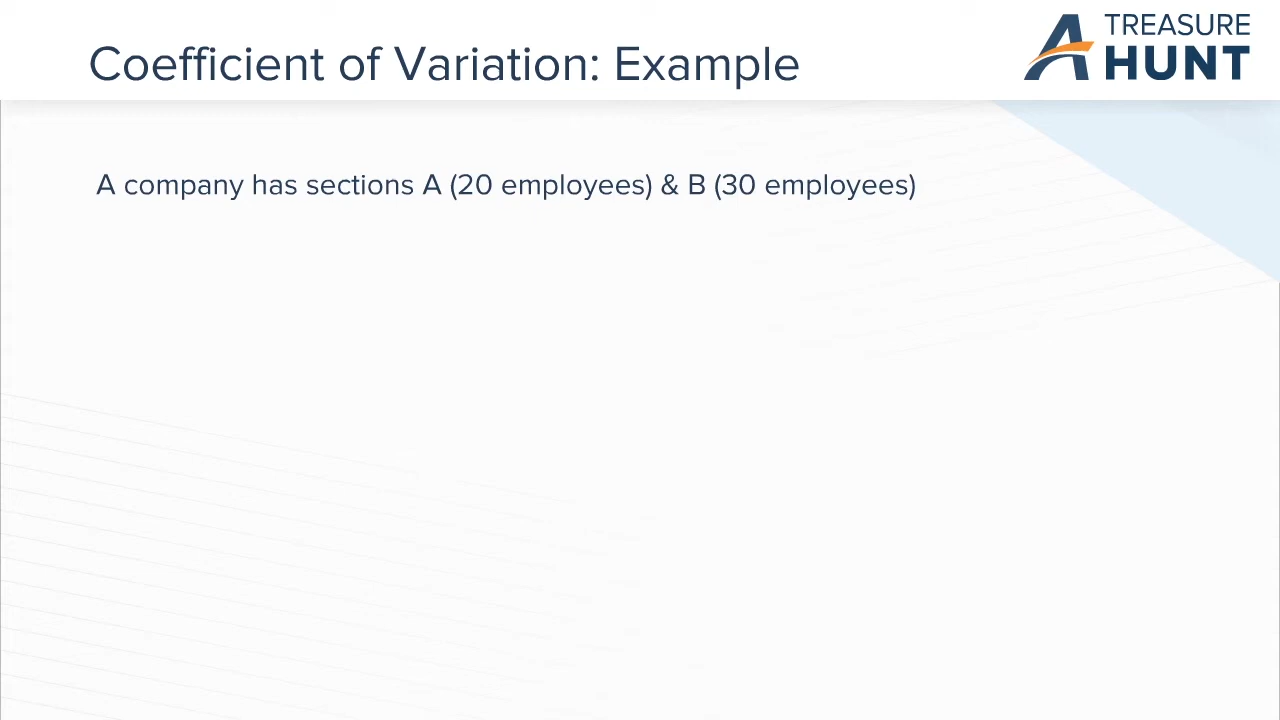 Coefficient of Variation: Example
TREASURE
HUNT
A company has sections A (20 employees) & B (30 employees)